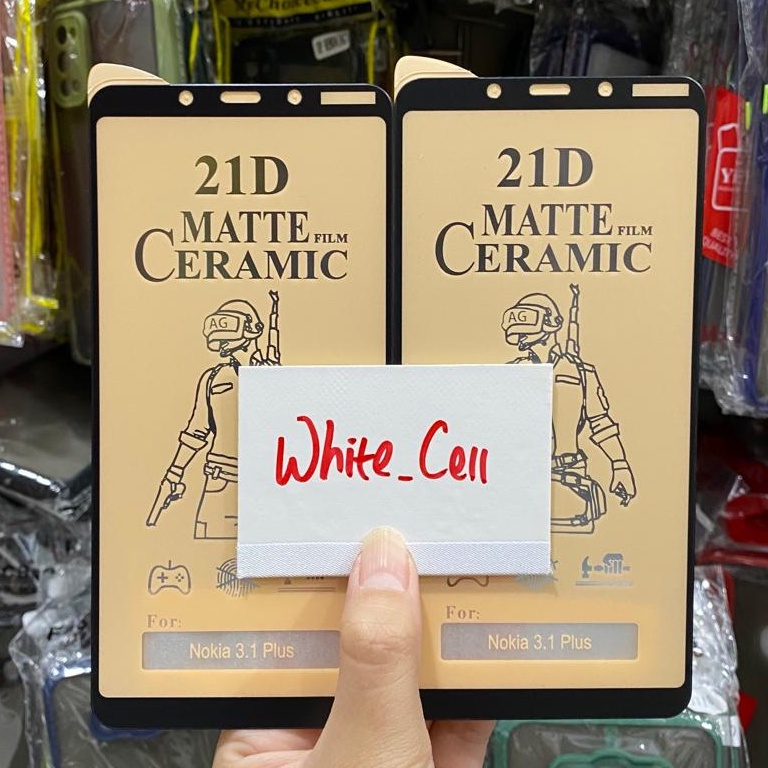 21D
MATTE FILM
CERAMIC
AG
For:
Nokia 3.1 Plus
21D
MATTE FILM
CERAMIC
AG
For:
Nokia 3.1 Plus
White_Cell